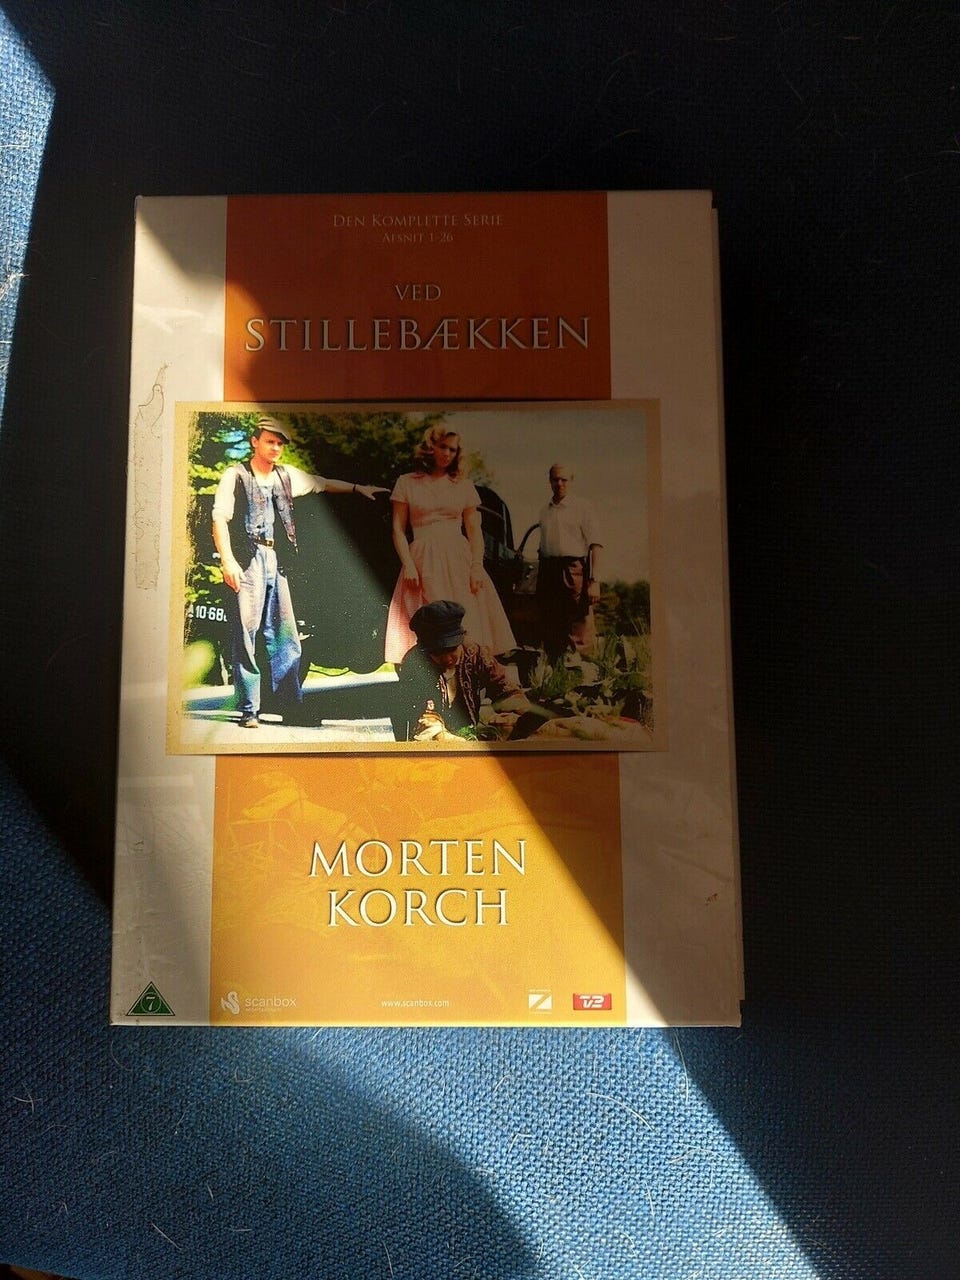 DEN KOMPLETTE SERIE
AFSNIT 1-26
VED
STILLEBÆKKEN
MORTEN
KORCH
7
scanbox
www.scanbox.com
Z
TV2